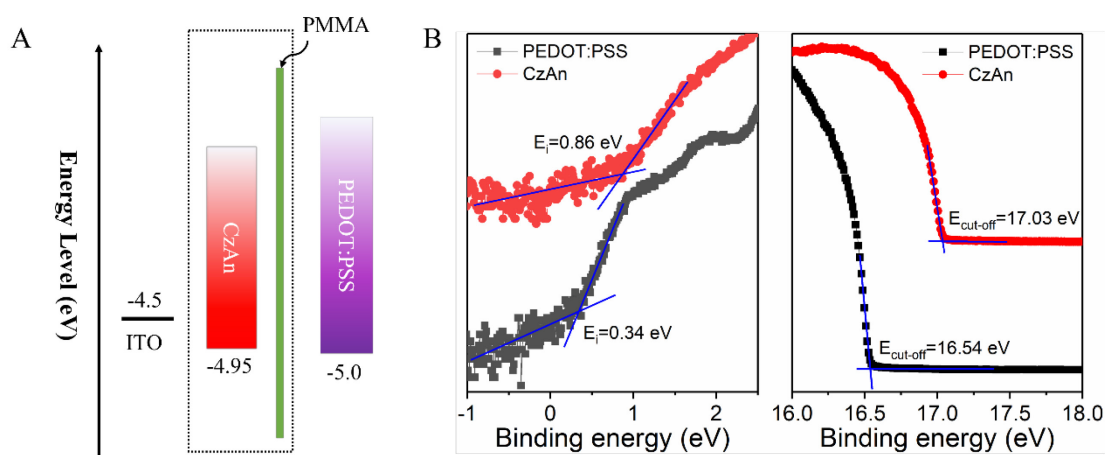 A
Energy Level (eV)
-4.5
ITO
CzAn
-4.95
PMMA
PEDOT:PSS
-5.0
B
PEDOT:PSS
CzAn
Ei=0.86 eV
Ei=0.34 eV
-1 0 1 2
Binding energy (eV)
PEDOT:PSS
CzAn
Ecut-off=17.03 eV
Ecut-off=16.54 eV
16.0 16.5 17.0 17.5 18.0
Binding energy (eV)